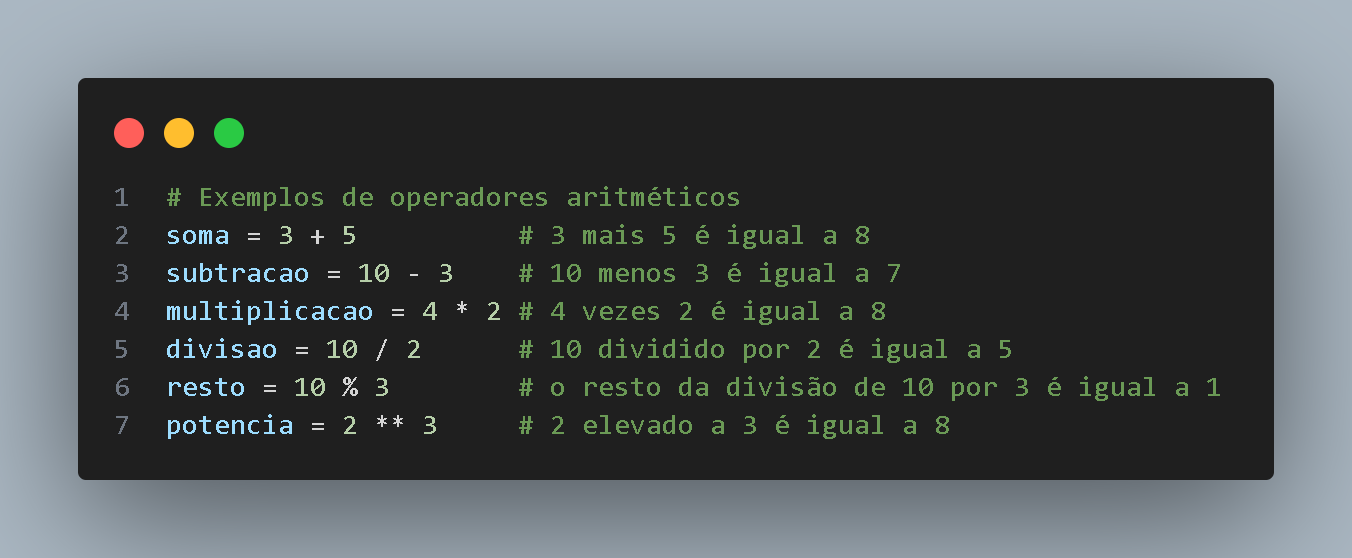 1 # Exemplos de operadores aritméticos
2 soma = 3 + 5          # 3 mais 5 é igual a 8
3 subtracao = 10 - 3    # 10 menos 3 é igual a 7
4 multiplicacao = 4 * 2 # 4 vezes 2 é igual a 8
5 divisao = 10 / 2      # 10 dividido por 2 é igual a 5
6 resto = 10 % 3        # o resto da divisão de 10 por 3 é igual a 1
7 potencia = 2 ** 3     # 2 elevado a 3 é igual a 8